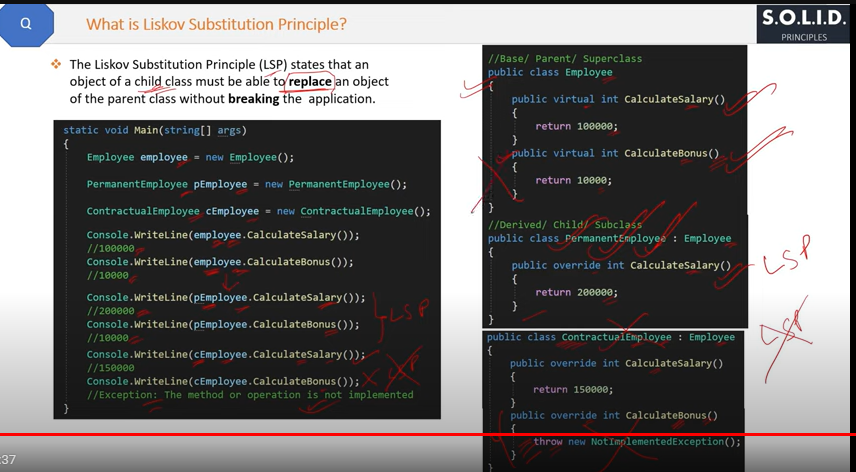 Q
What is Liskov Substitution Principle?
S.O.L.I.D.
PRINCIPLES
The Liskov Substitution Principle (LSP) states that an
object of a child class must be able to replace an object
of the parent class without breaking the application.
static void Main(string[] args)
{
Employee employee = new Employee();
PermanentEmployee pEmployee = new PermanentEmployee();
ContractualEmployee cEmployee = new ContractualEmployee();
Console.WriteLine(employee.CalculateSalary());
//100000
Console.WriteLine(employee.CalculateBonus());
//10000
Console.WriteLine(pEmployee.CalculateSalary());
//200000
Console.WriteLine(pEmployee.CalculateBonus());
//10000
LSP
Console.WriteLine(cEmployee.CalculateSalary());
//150000
Console.WriteLine(cEmployee.CalculateBonus());
//Exception: The method or operation is not implemented
}
//Base/ Parent/ Superclass
public class Employee
{
public virtual int CalculateSalary()
{
return 100000;
}
public virtual int CalculateBonus()
{
return 10000;
}
}
//Derived/ Child/ Subclass
public class PermanentEmployee : Employee
{
public override int CalculateSalary()
{
return 200000;
}
}
LSP
public class ContractualEmployee : Employee
{
public override int CalculateSalary()
{
return 150000;
}
public override int CalculateBonus()
{
throw new NotImplementedException();
}
}
LSP
:37